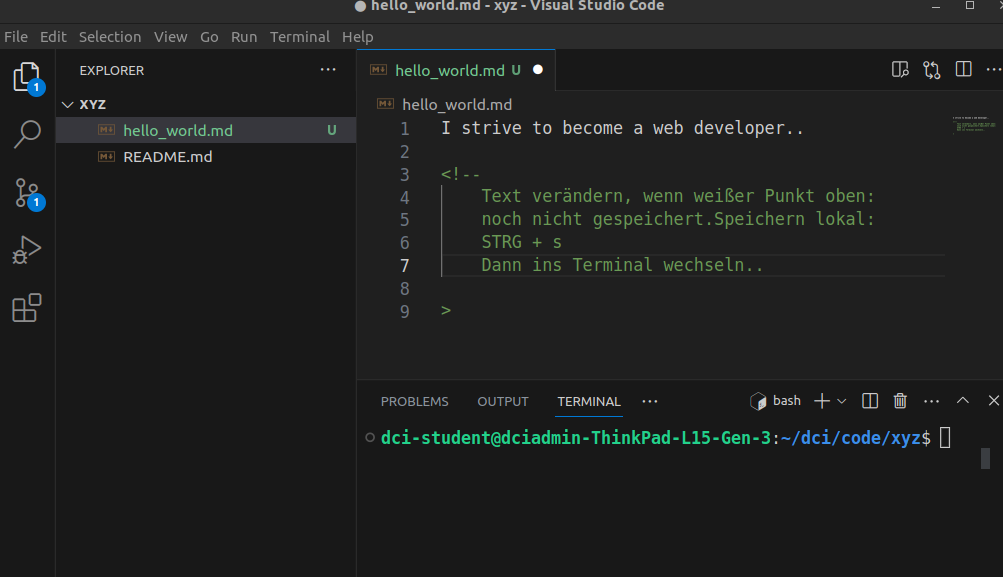 hello_world.md - xyz - Visual Studio Code
File Edit Selection View Go Run Terminal Help
1
1
EXPLORER
XYZ
hello_world.md U
README.md
hello_world.md U
hello_world.md
1 I strive to become a web developer..
2
3 <!--
4 Text verändern, wenn weißer Punkt oben:
5 noch nicht gespeichert.Speichern lokal:
6 STRG + s
7 Dann ins Terminal wechseln..
8
9 >
PROBLEMS OUTPUT TERMINAL ··· bash
dci-student@dciadmin-ThinkPad-L15-Gen-3:~/dci/code/xyz$